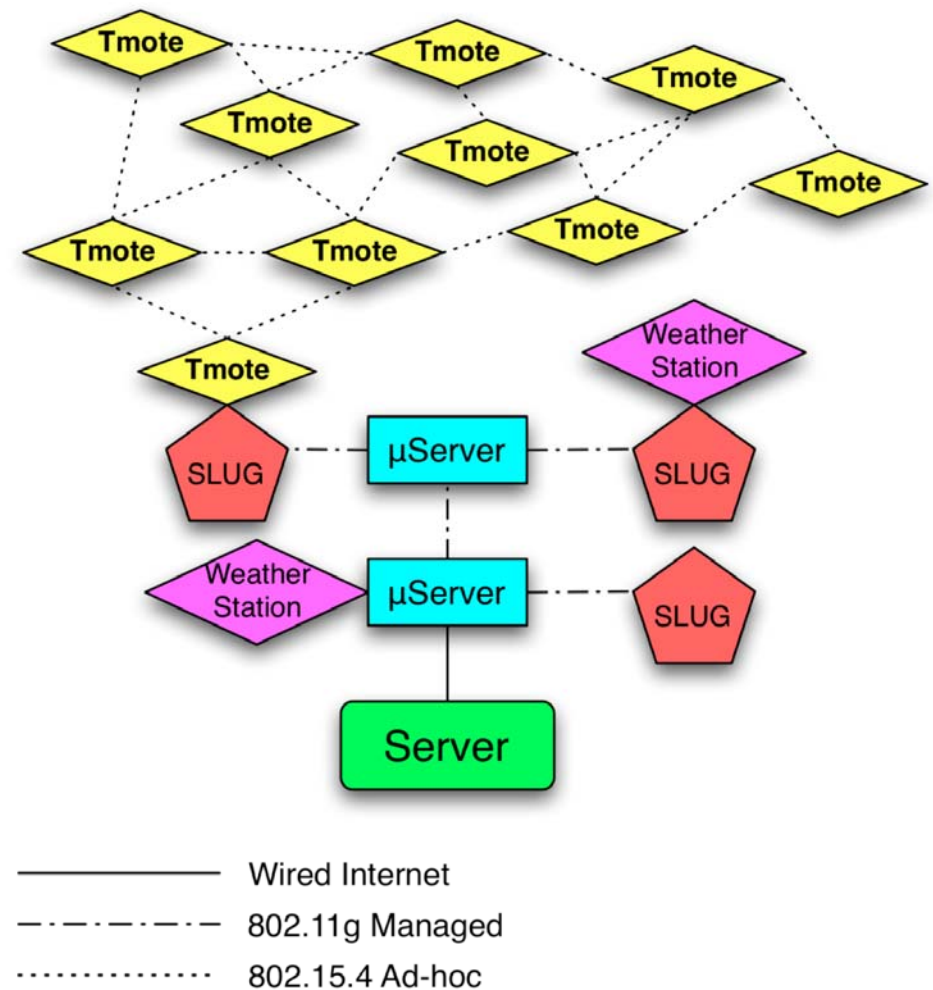 Tmote
Tmote
Tmote
Tmote
Tmote
Tmote
Tmote
Tmote
Tmote
Weather
Station
Tmote
µServer
SLUG
SLUG
Weather
Station
µServer
SLUG
Server
Wired Internet
802.11g Managed
802.15.4 Ad-hoc